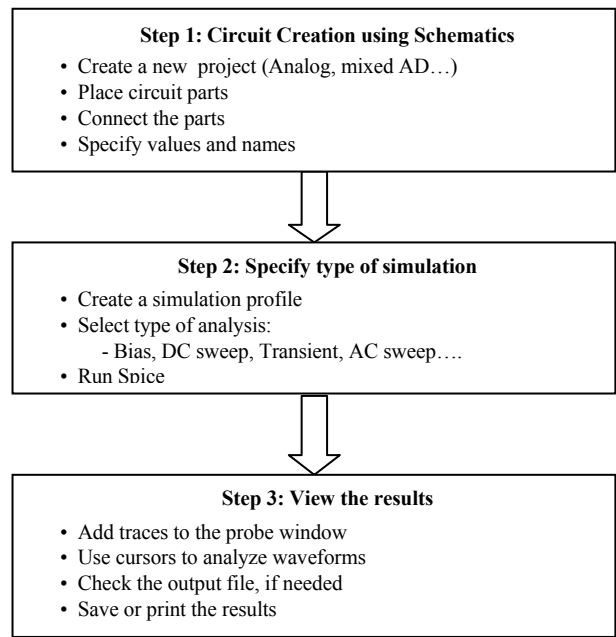 Step 1: Circuit Creation using Schematics
• Create a new project (Analog, mixed AD…)
• Place circuit parts
• Connect the parts
• Specify values and names
Step 2: Specify type of simulation
• Create a simulation profile
• Select type of analysis:
- Bias, DC sweep, Transient, AC sweep….
• Run Spice
Step 3: View the results
• Add traces to the probe window
• Use cursors to analyze waveforms
• Check the output file, if needed
• Save or print the results